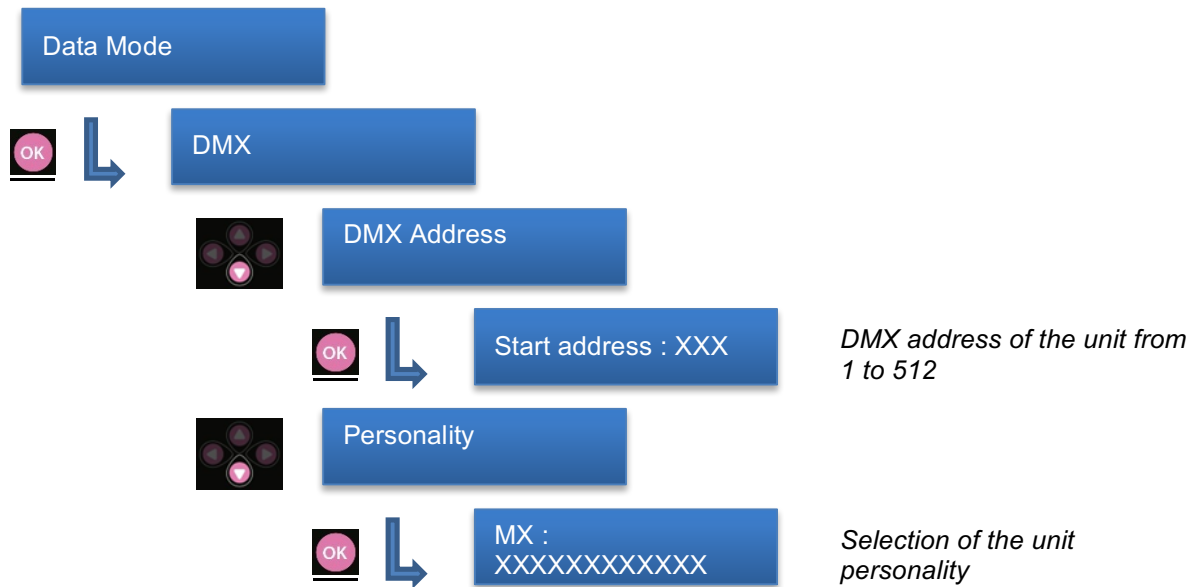 Data Mode
OK
DMX
DMX Address
OK
Start address : XXX
DMX address of the unit from
1 to 512
Personality
OK
MX :
XXXXXXXXXXXX
Selection of the unit
personality